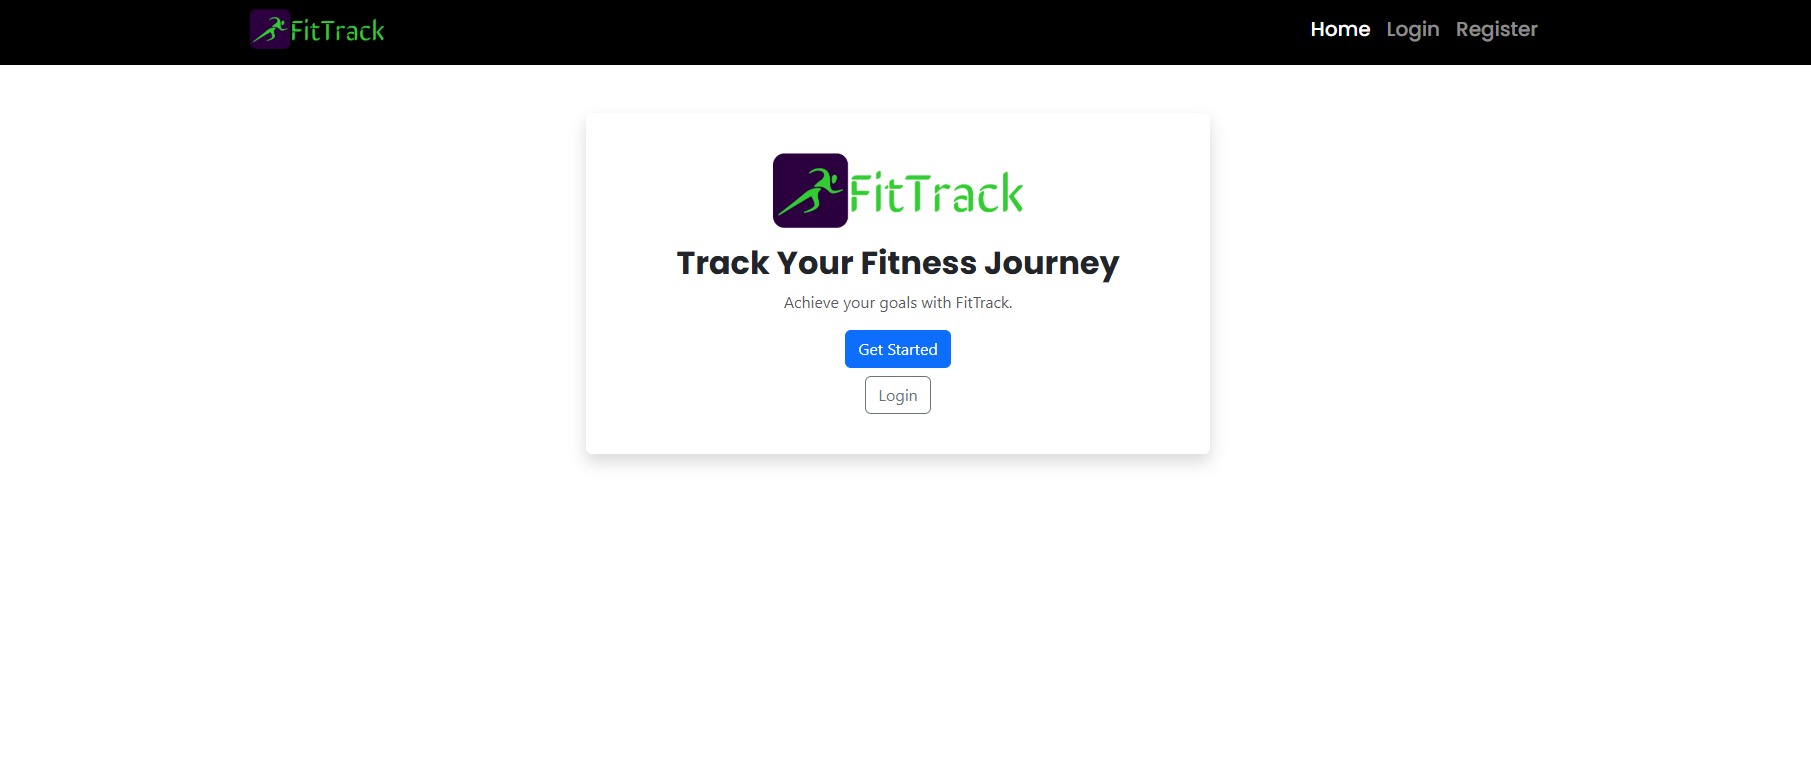 FitTrack
Home Login Register
FitTrack
Track Your Fitness Journey
Achieve your goals with FitTrack.
Get Started
Login